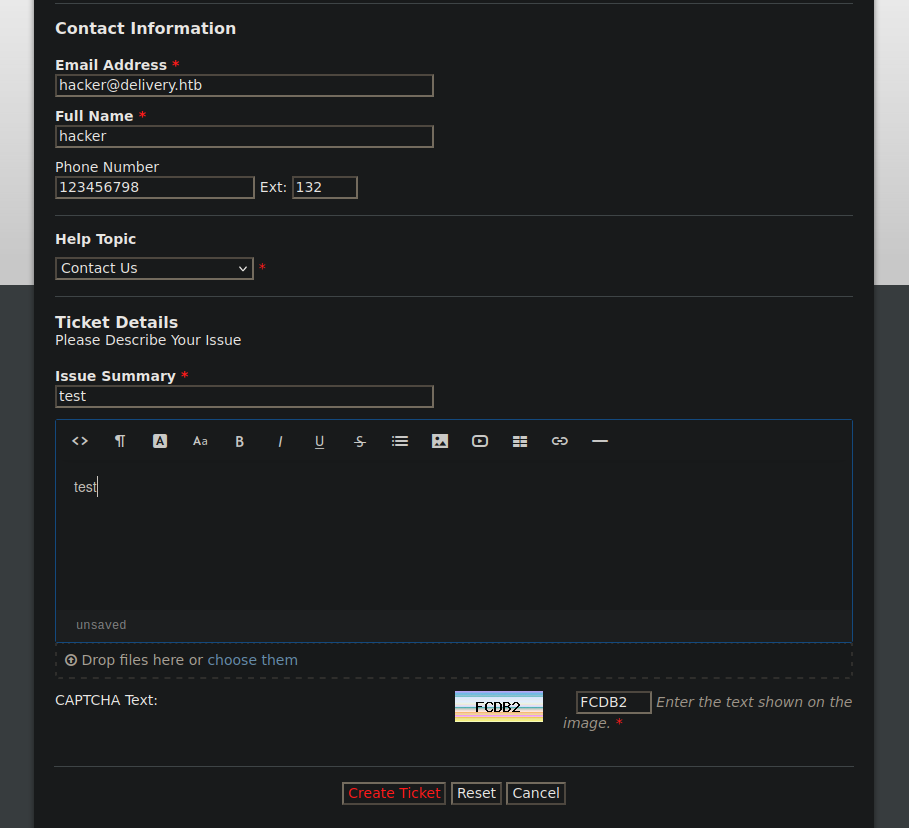 Contact Information
Email Address *
hacker@delivery.htb
Full Name *
hacker
Phone Number
123456798 Ext: 132
Help Topic
Contact Us *
Ticket Details
Please Describe Your Issue
Issue Summary *
test
<> ¶ A Aa B I U S
test
unsaved
Drop files here or choose them
CAPTCHA Text: FCDB2 FCDB2 Enter the text shown on the
image. *
Create Ticket Reset Cancel